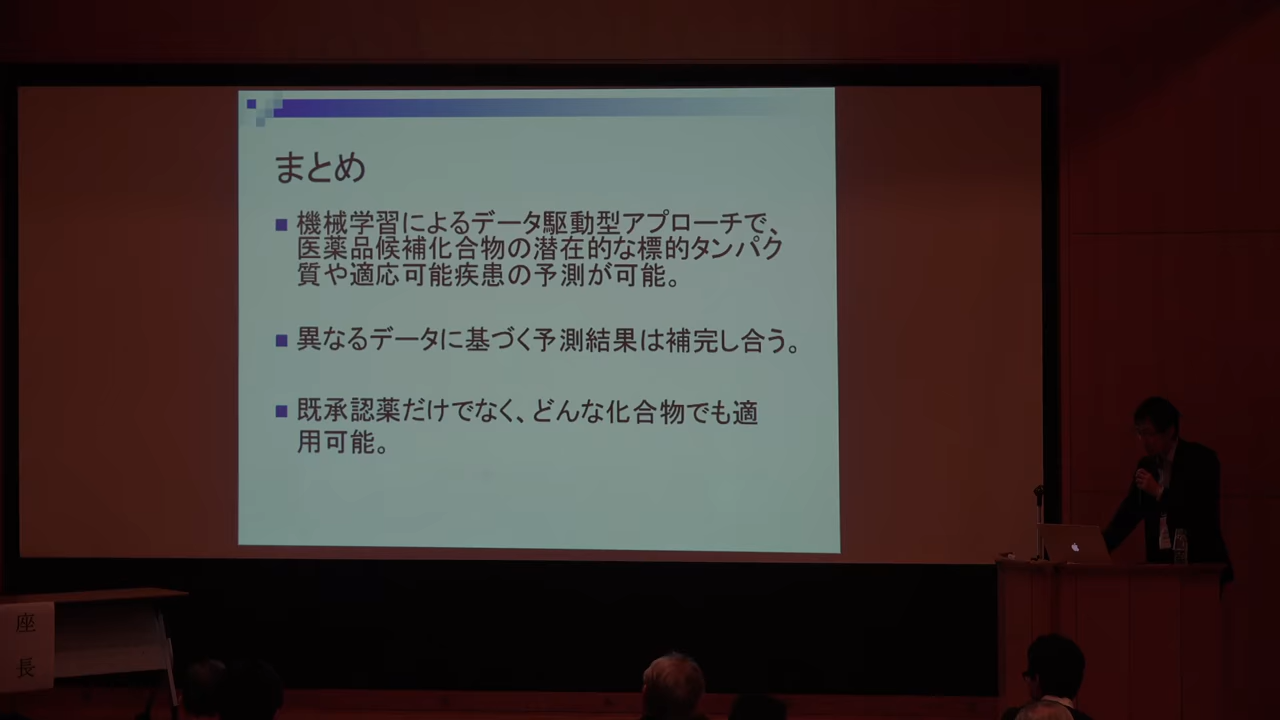 まとめ
機械学習によるデータ駆動型アプローチで、
医薬品候補化合物の潜在的な標的タンパク
質や適応可能疾患の予測が可能。
異なるデータに基づく予測結果は補完し合う。
既承認薬だけでなく、どんな化合物でも適
用可能。
座
長